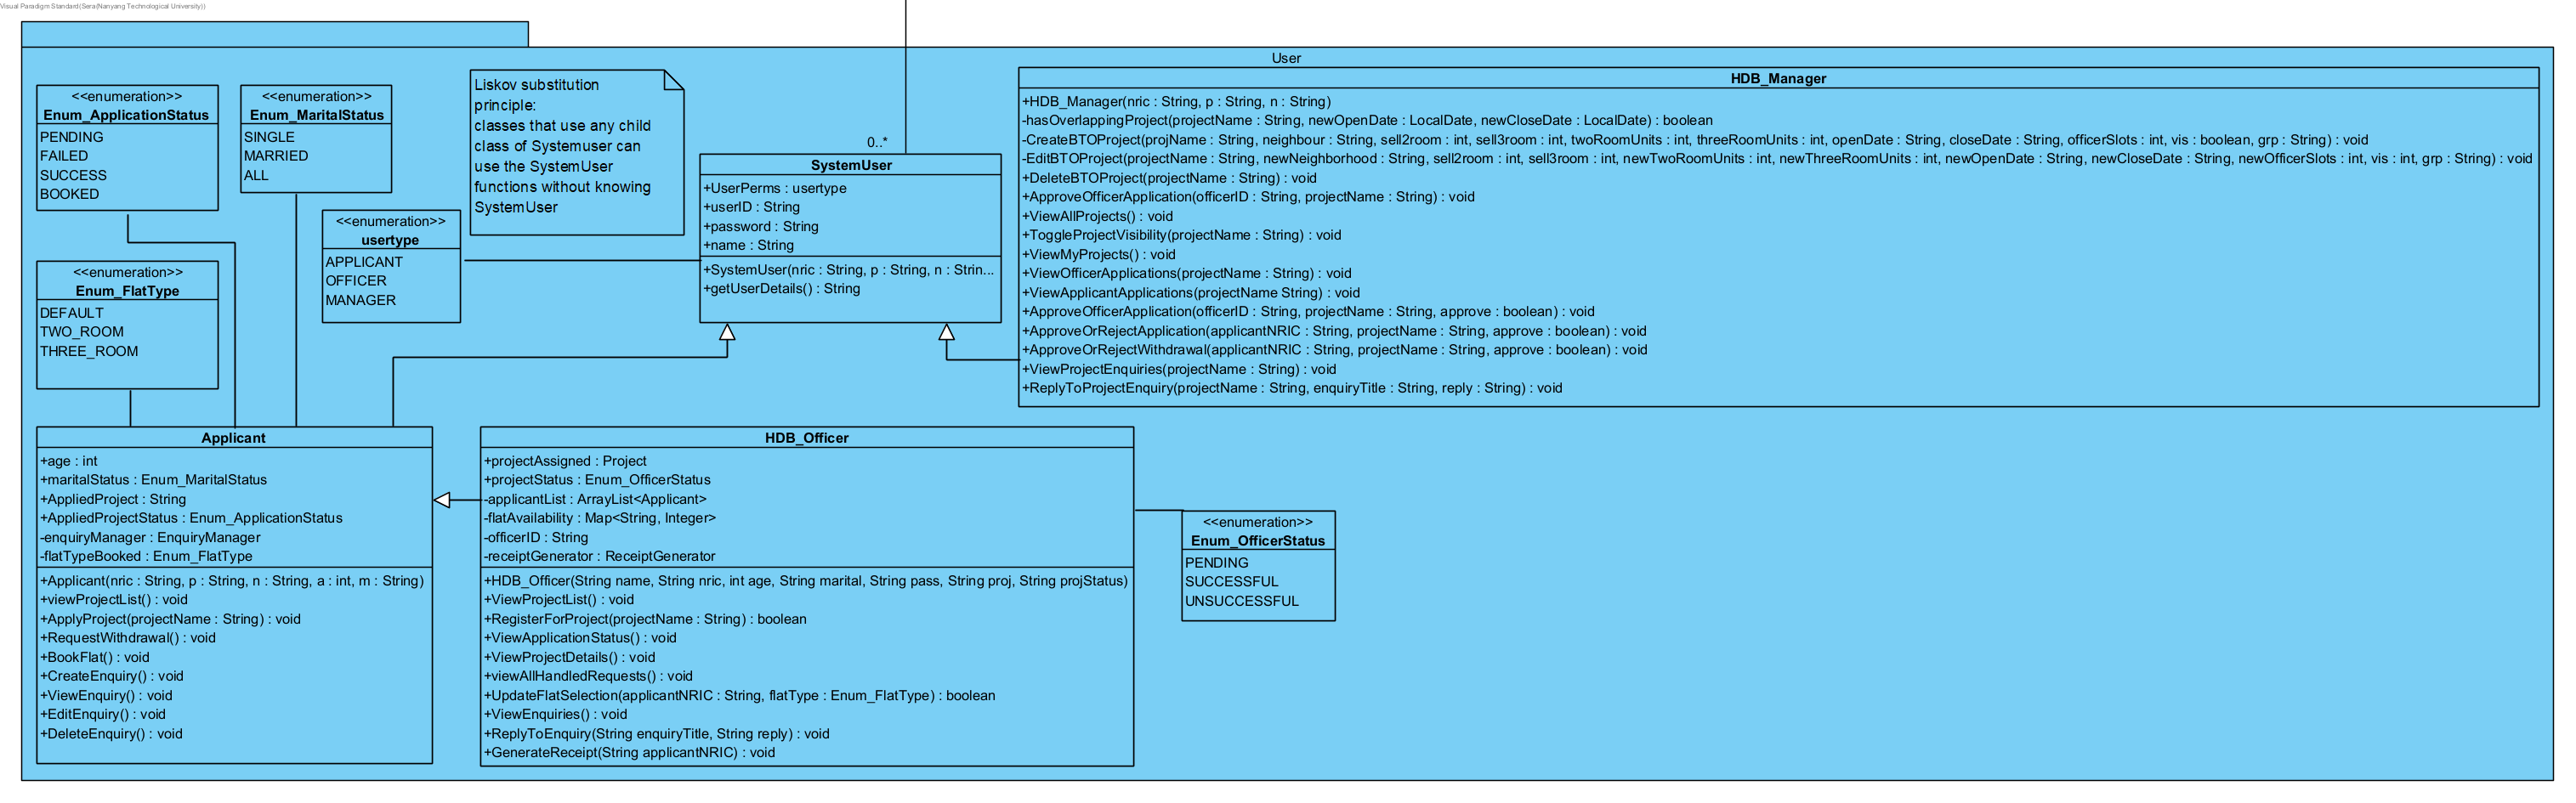 Visual Paradigm Standard(Sera(Nanyang Technological University))
User
<<enumeration>>
Enum_ApplicationStatus
PENDING
FAILED
SUCCESS
BOOKED
<<enumeration>>
Enum_MaritalStatus
SINGLE
MARRIED
ALL
Liskov substitution
principle:
classes that use any child
class of Systemuser can
use the SystemUser
functions without knowing
SystemUser
<<enumeration>>
usertype
APPLICANT
OFFICER
MANAGER
<<enumeration>>
Enum_FlatType
DEFAULT
TWO_ROOM
THREE_ROOM
0..*
SystemUser
+UserPerms : usertype
+userID : String
+password : String
+name : String
+SystemUser(nric : String, p : String, n : Strin...
+getUserDetails() : String
HDB_Manager
+HDB_Manager(nric : String, p : String, n : String)
-hasOverlappingProject(projectName : String, newOpenDate : LocalDate, newCloseDate : LocalDate) : boolean
-CreateBTOProject(projName : String, neighbour : String, sell2room : int, sell3room : int, twoRoomUnits : int, threeRoomUnits : int, openDate : String, closeDate : String, officerSlots : int, vis : boolean, grp : String) : void
-EditBTOProject(projectName : String, newNeighborhood : String, sell2room : int, sell3room : int, newTwoRoomUnits : int, newThreeRoomUnits : int, newOpenDate : String, newCloseDate : String, newOfficerSlots : int, vis : int, grp : String) : void
+DeleteBTOProject(projectName : String) : void
+ApproveOfficerApplication(officerID : String, projectName : String) : void
+ViewAllProjects() : void
+ToggleProjectVisibility(projectName : String) : void
+ViewMyProjects() : void
+ViewOfficerApplications(projectName : String) : void
+ViewApplicantApplications(projectName String) : void
+ApproveOfficerApplication(officerID : String, projectName : String, approve : boolean) : void
+ApproveOrRejectApplication(applicantNRIC : String, projectName : String, approve : boolean) : void
+ApproveOrRejectWithdrawal(applicantNRIC : String, projectName : String, approve : boolean) : void
+ViewProjectEnquiries(projectName : String) : void
+ReplyToProjectEnquiry(projectName : String, enquiryTitle : String, reply : String) : void
Applicant
+age : int
+maritalStatus : Enum_MaritalStatus
+AppliedProject : String
+AppliedProjectStatus : Enum_ApplicationStatus
-enquiryManager : EnquiryManager
-flatTypeBooked : Enum_FlatType
+Applicant(nric : String, p : String, n : String, a : int, m : String)
+viewProjectList() : void
+ApplyProject(projectName : String) : void
+RequestWithdrawal() : void
+BookFlat() : void
+CreateEnquiry() : void
+ViewEnquiry() : void
+EditEnquiry() : void
+DeleteEnquiry() : void
HDB_Officer
+projectAssigned : Project
+projectStatus : Enum_OfficerStatus
-applicantList : ArrayList<Applicant>
-flatAvailability : Map<String, Integer>
-officerID : String
-receiptGenerator : ReceiptGenerator
+HDB_Officer(String name, String nric, int age, String marital, String pass, String proj, String projStatus)
+ViewProjectList() : void
+RegisterForProject(projectName : String) : boolean
+ViewApplicationStatus() : void
+ViewProjectDetails() : void
+viewAllHandledRequests() : void
+UpdateFlatSelection(applicantNRIC : String, flatType : Enum_FlatType) : boolean
+ViewEnquiries() : void
+ReplyToEnquiry(String enquiryTitle, String reply) : void
+GenerateReceipt(String applicantNRIC) : void
<<enumeration>>
Enum_OfficerStatus
PENDING
SUCCESSFUL
UNSUCCESSFUL